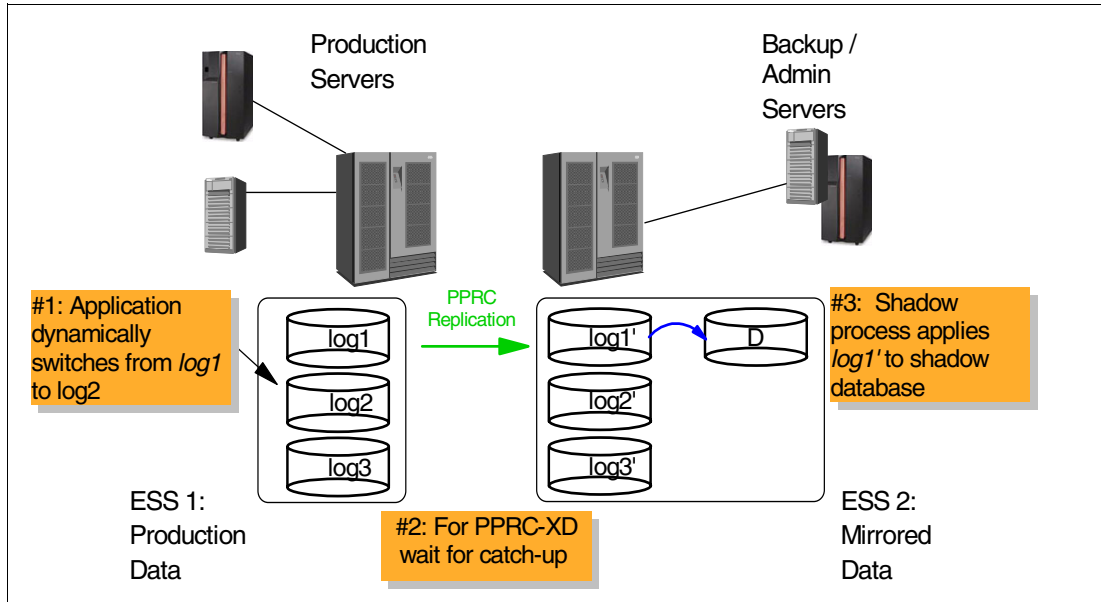 Production
Servers
Backup /
Admin
Servers
#1: Application
dynamically
switches from log1
to log2
PPRC
Replication
#3: Shadow
process applies
log1' to shadow
database
log1
log2
log3
log1'
log2'
log3'
D
ESS 1:
Production
Data
#2: For PPRC-XD
wait for catch-up
ESS 2:
Mirrored
Data